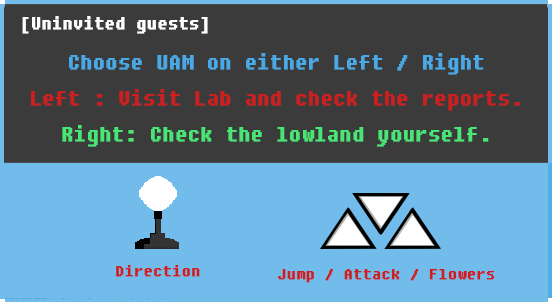 [Uninvited guests]
Choose UAM on either Left / Right
Left : Visit Lab and check the reports.
Right: Check the lowland yourself.
Direction
Jump / Attack / Flowers